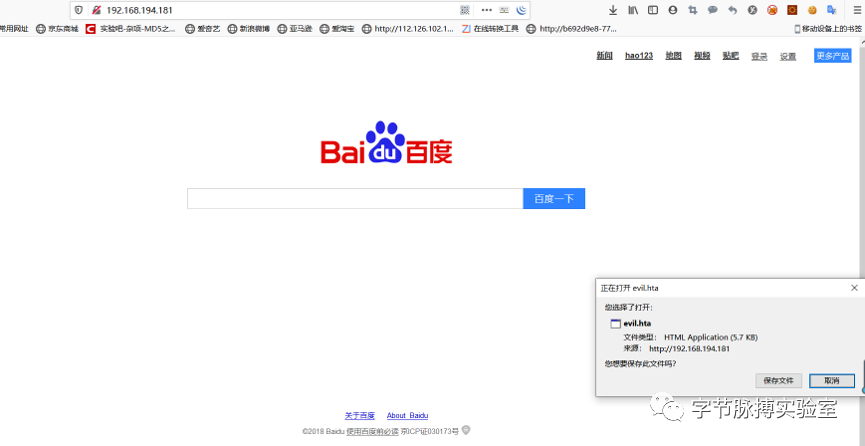 192.168.194.181
常用网址 京东商城 实验吧-杂项-MD5之... 爱奇艺 新浪微博 亚马逊 爱淘宝 http://112.126.102.1... 在线转换工具 http://b692d9e8-77... 移动设备上的书签
新闻 hao123 地图 视频 贴吧 登录 设置 更多产品
Bai du 百度
百度一下
正在打开 evil.hta
您选择了打开:
evil.hta
文件类型: HTML Application (5.7 KB)
来源: http://192.168.194.181
您想要保存此文件吗?
保存文件 取消
字节脉搏实验室
关于百度 About Baidu
©2018 Baidu 使用百度前必读 京ICP证030173号